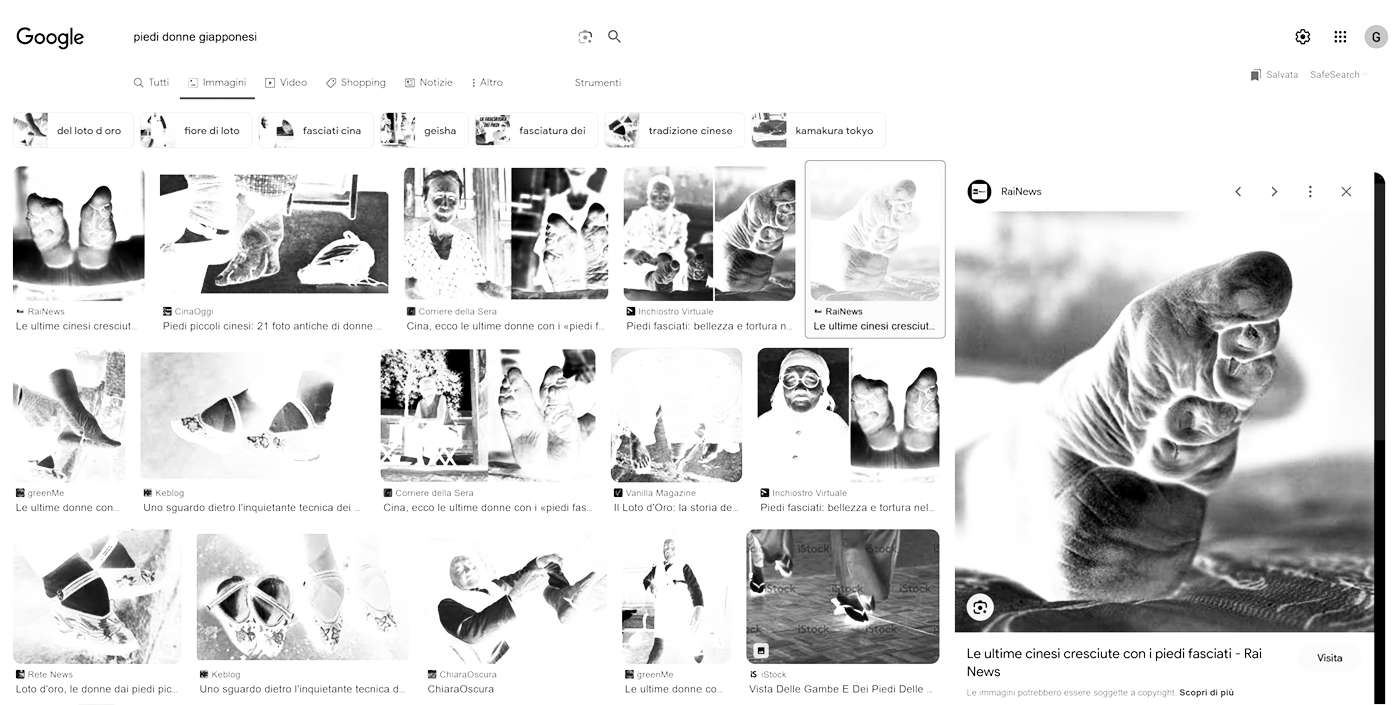 Google
piedi donne giapponesi
G
Tutti
Immagini
Video
Shopping
Notizie
Altro
Strumenti
Salvata
SafeSearch
del loto d oro
fiore di loto
fasciati cina
geisha
fasciatura dei
tradizione cinese
kamakura tokyo
RaiNews
Le ultime cinesi cresciut...
CinaOggi
Piedi piccoli cinesi: 21 foto antiche di donne ...
Corriere della Sera
Cina, ecco le ultime donne con i «piedi f...
Inchiostro Virtuale
Piedi fasciati: bellezza e tortura n...
RaiNews
Le ultime cinesi cresciut...
greenMe
Le ultime donne con...
Keblog
Uno sguardo dietro l'inquietante tecnica dei ...
Corriere della Sera
Cina, ecco le ultime donne con i «piedi fas...
Vanilla Magazine
Il Loto d'Oro: la storia de...
Inchiostro Virtuale
Piedi fasciati: bellezza e tortura nel...
Rete News
Loto d'oro, le donne dai piedi pic...
Keblog
Uno sguardo dietro l'inquietante tecnica d...
ChiaraOscura
ChiaraOscura
greenMe
Le ultime donne co...
iStock
iStock
iStock
iStock
iStock
iStock
iS iStock
Vista Delle Gambe E Dei Piedi Delle ...
RaiNews
Le ultime cinesi cresciute con i piedi fasciati - Rai
News
Visita
Le immagini potrebbero essere soggette a copyright. Scopri di più